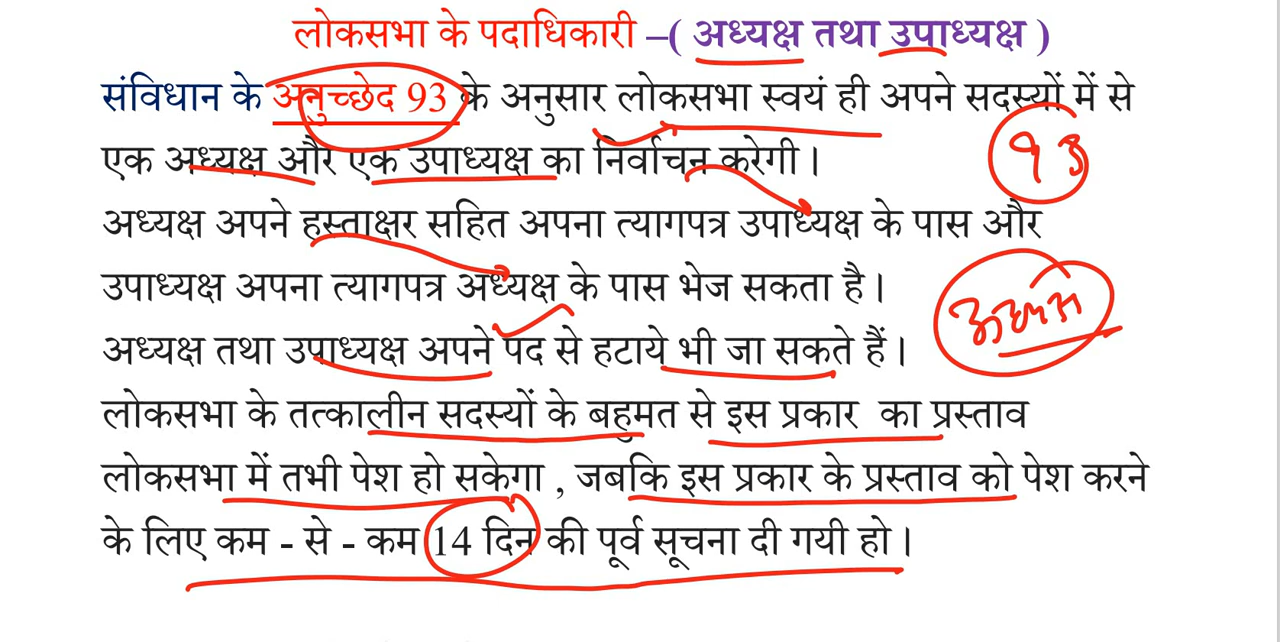 लोकसभा के पदाधिकारी –( अध्यक्ष तथा उपाध्यक्ष )
संविधान के अनुच्छेद 93 के अनुसार लोकसभा स्वयं ही अपने सदस्यों में से
एक अध्यक्ष और एक उपाध्यक्ष का निर्वाचन करेगी।
93
अध्यक्ष अपने हस्ताक्षर सहित अपना त्यागपत्र उपाध्यक्ष के पास और
उपाध्यक्ष अपना त्यागपत्र अध्यक्ष के पास भेज सकता है।
अध्यक्ष तथा उपाध्यक्ष अपने पद से हटाये भी जा सकते हैं।
लोकसभा के तत्कालीन सदस्यों के बहुमत से इस प्रकार का प्रस्ताव
लोकसभा में तभी पेश हो सकेगा , जबकि इस प्रकार के प्रस्ताव को पेश करने
के लिए कम - से - कम 14 दिन की पूर्व सूचना दी गयी हो।